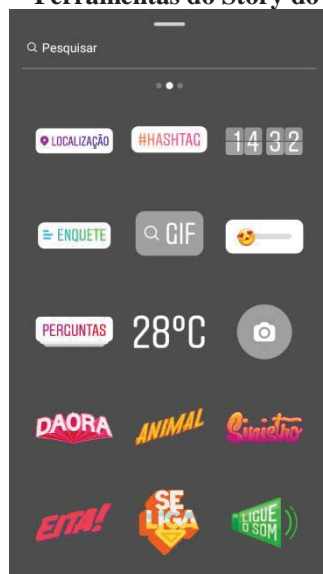 Ferramentas do Story do
Pesquisar
LOCALIZAÇÃO #HASHTAG 14 32
ENQUETE GIF
PERGUNTAS 28°C
DAORA ANIMAL Sinistro
EITA! SE LIGA LIGUE O SOM